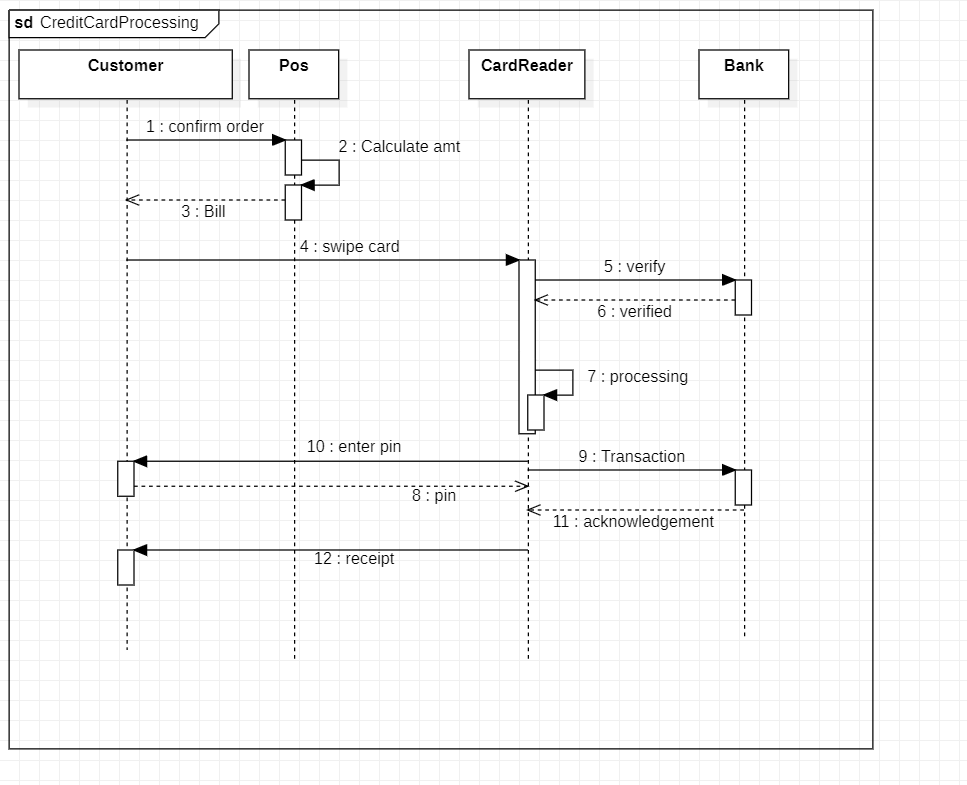 sd CreditCardProcessing
Customer
Pos
CardReader
Bank
1 : confirm order
2 : Calculate amt
3 : Bill
4 : swipe card
5 : verify
6 : verified
7 : processing
10 : enter pin
9 : Transaction
8 : pin
11 : acknowledgement
12 : receipt